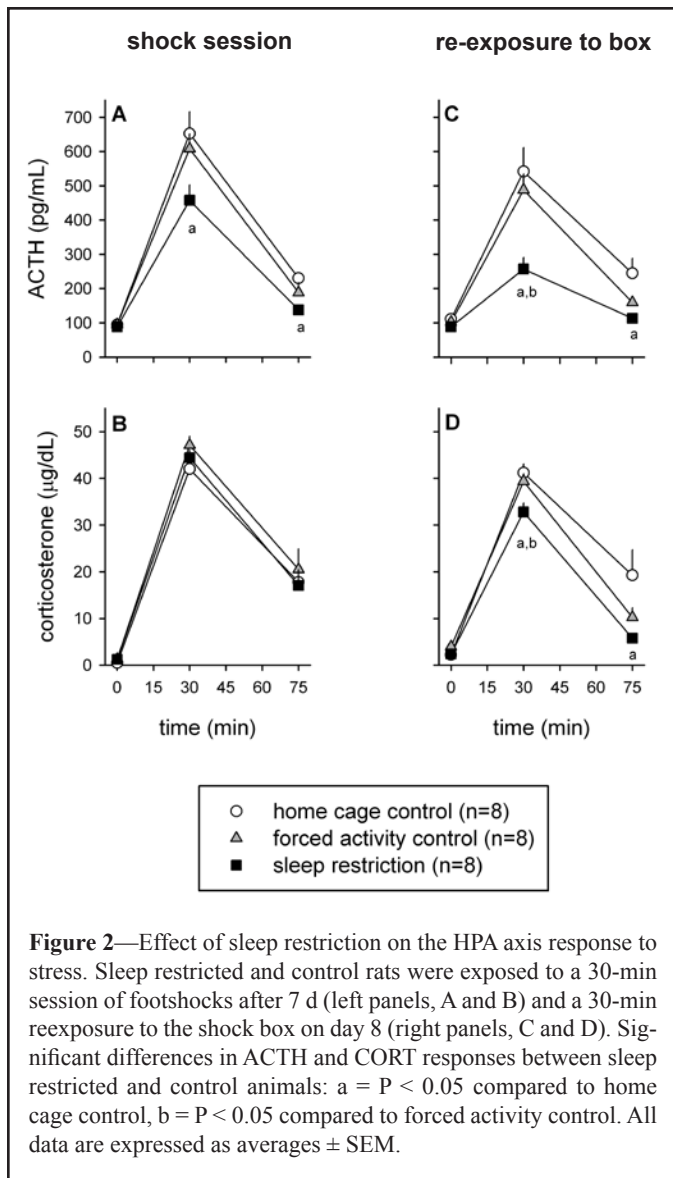 shock session
re-exposure to box
A
C
700
600
500
400
300
200
100
0
ACTH (pg/mL)
a
a
a,b
a
B
D
50
40
30
20
10
0
corticosterone (μg/dL)
a,b
a
0 15 30 45 60 75
0 15 30 45 60 75
time (min)
time (min)
home cage control (n=8)
forced activity control (n=8)
sleep restriction (n=8)
Figure 2—Effect of sleep restriction on the HPA axis response to
stress. Sleep restricted and control rats were exposed to a 30-min
session of footshocks after 7 d (left panels, A and B) and a 30-min
reexposure to the shock box on day 8 (right panels, C and D). Sig-
nificant differences in ACTH and CORT responses between sleep
restricted and control animals: a = P < 0.05 compared to home
cage control, b = P < 0.05 compared to forced activity control. All
data are expressed as averages ± SEM.